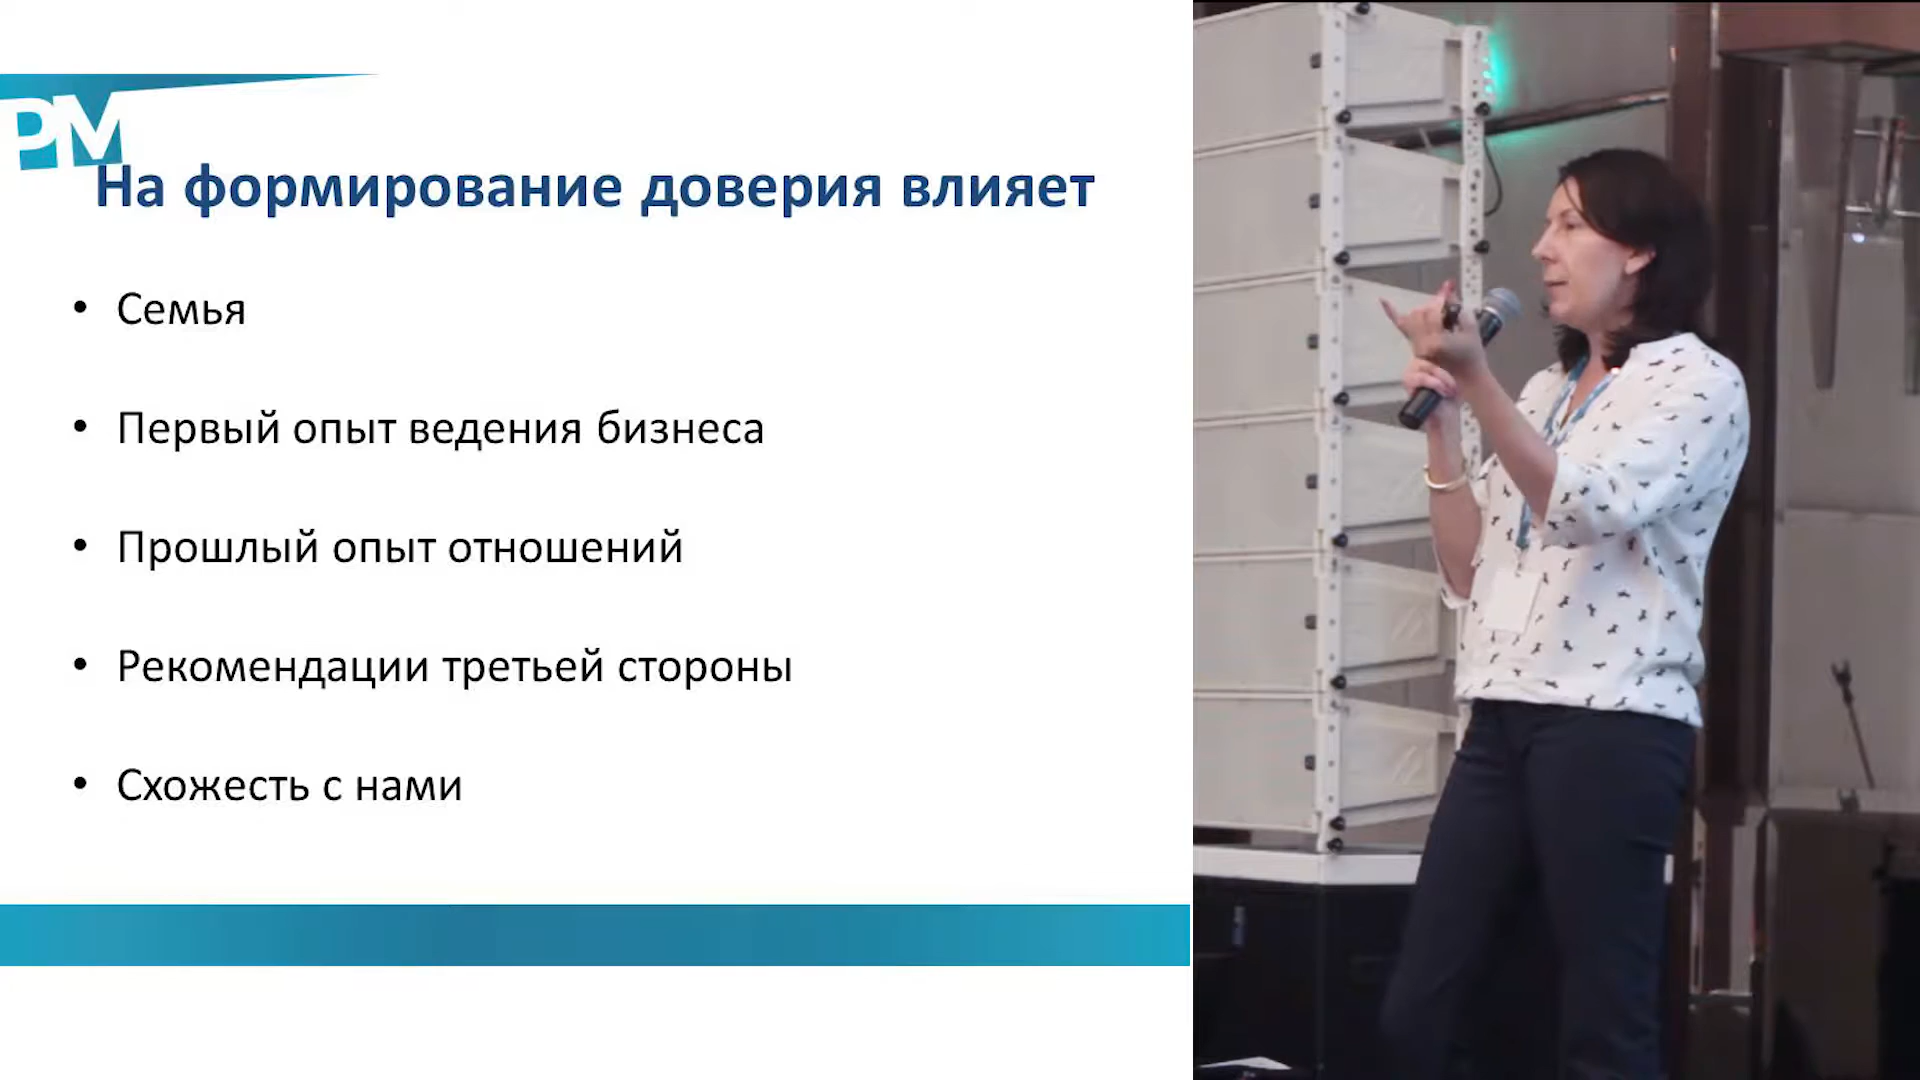 PM
На формирование доверия влияет
• Семья
• Первый опыт ведения бизнеса
• Прошлый опыт отношений
• Рекомендации третьей стороны
• Схожесть с нами